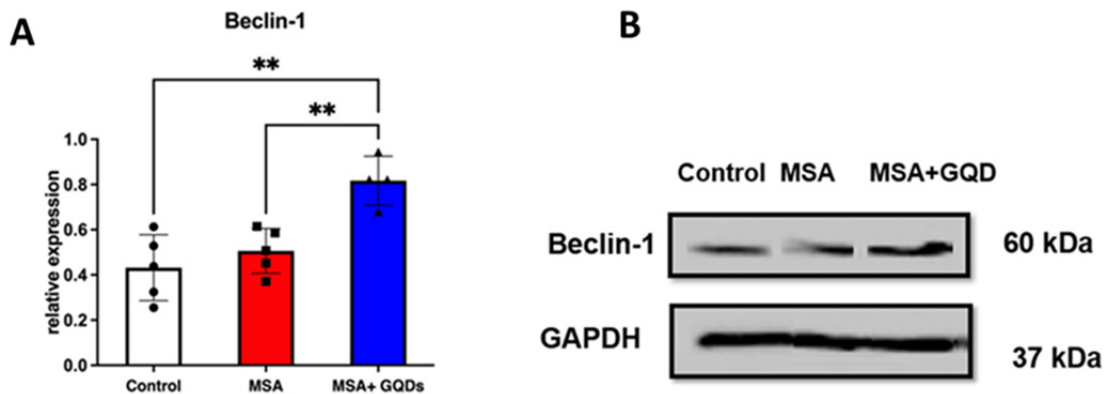 A
Beclin-1
**
**
1.0
0.8
0.6
0.4
0.2
0.0
relative expression
Control MSA MSA+ GQDs
B
Control MSA MSA+GQD
Beclin-1 60 kDa
GAPDH 37 kDa